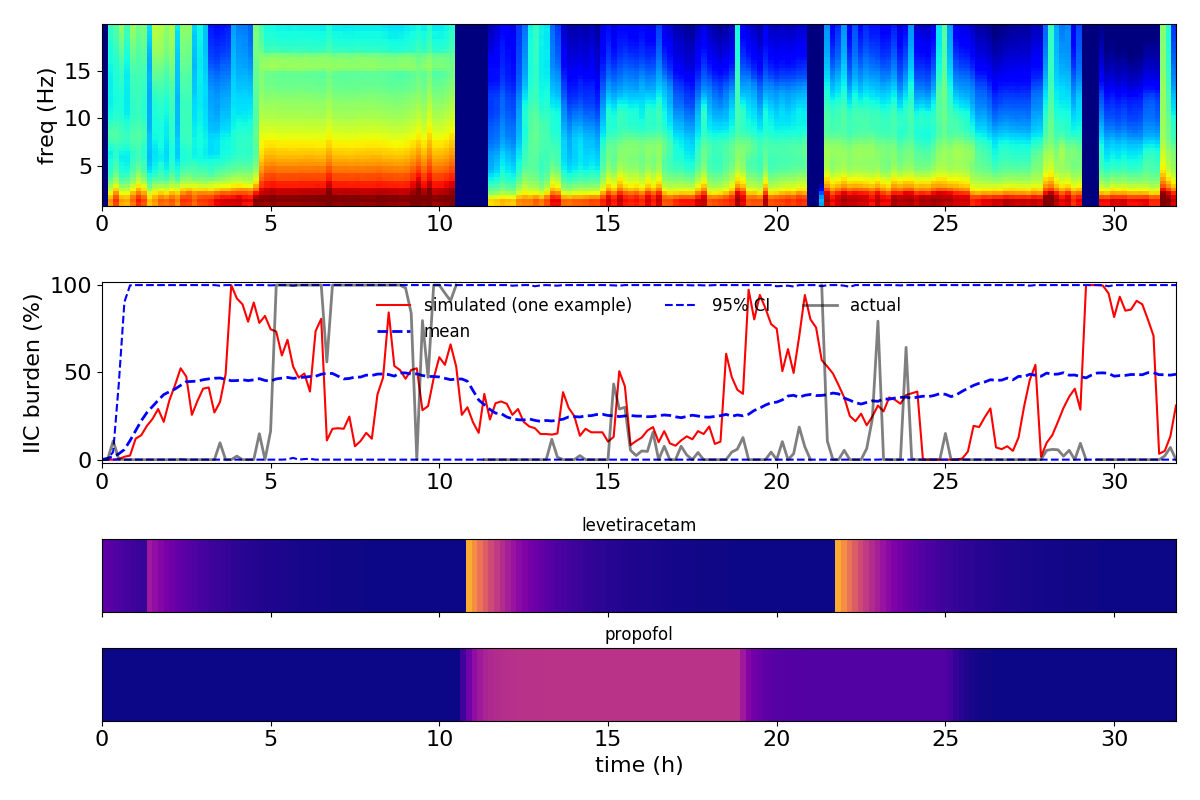 freq (Hz)
15
10
5
0 5 10 15 20 25 30
IIC burden (%)
100
50
0
simulated (one example) 95% CI actual
mean
0 5 10 15 20 25 30
levetiracetam
propofol
0 5 10 15 20 25 30
time (h)